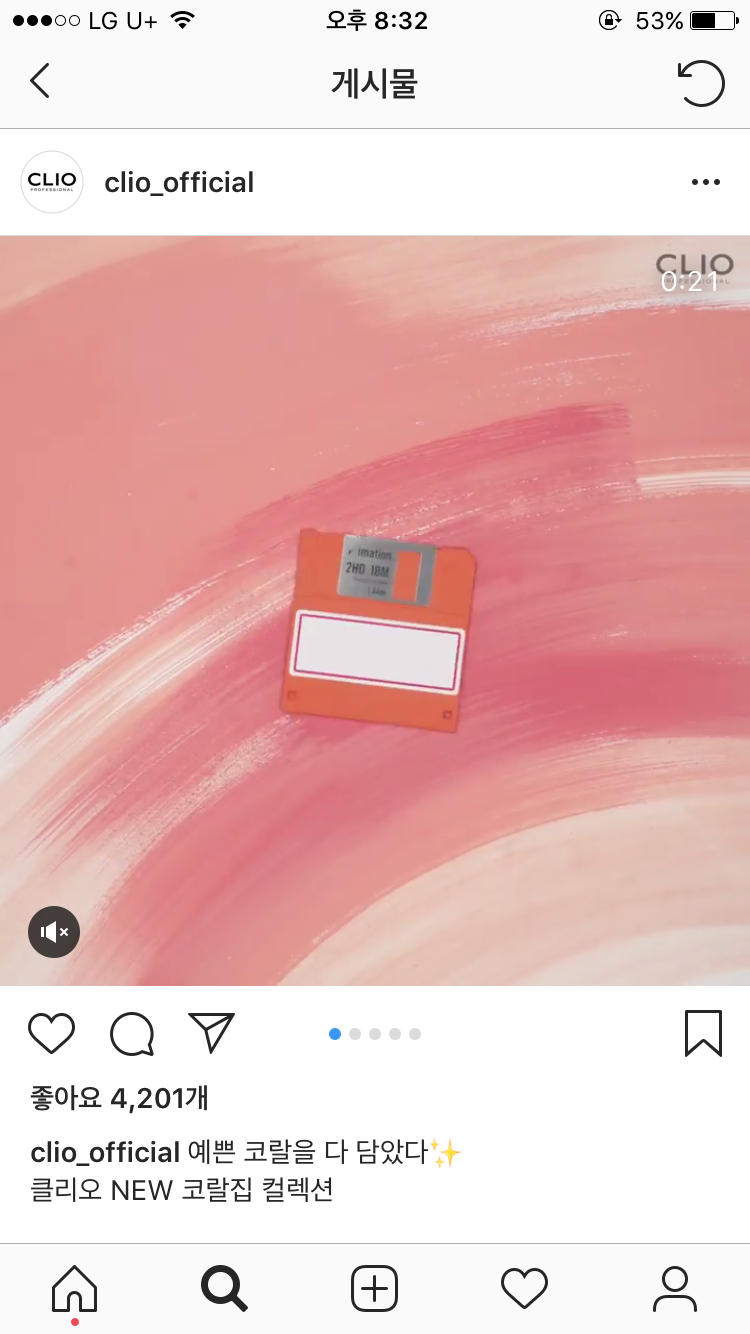 LG U+ 오후 8:32 53%
게시물
CLIO
PROFESSIONAL
clio_official
CLIO
0:21
imation
2HD 18M
좋아요 4,201개
clio_official 예쁜 코랄을 다 담았다✨
클리오 NEW 코랄집 컬렉션